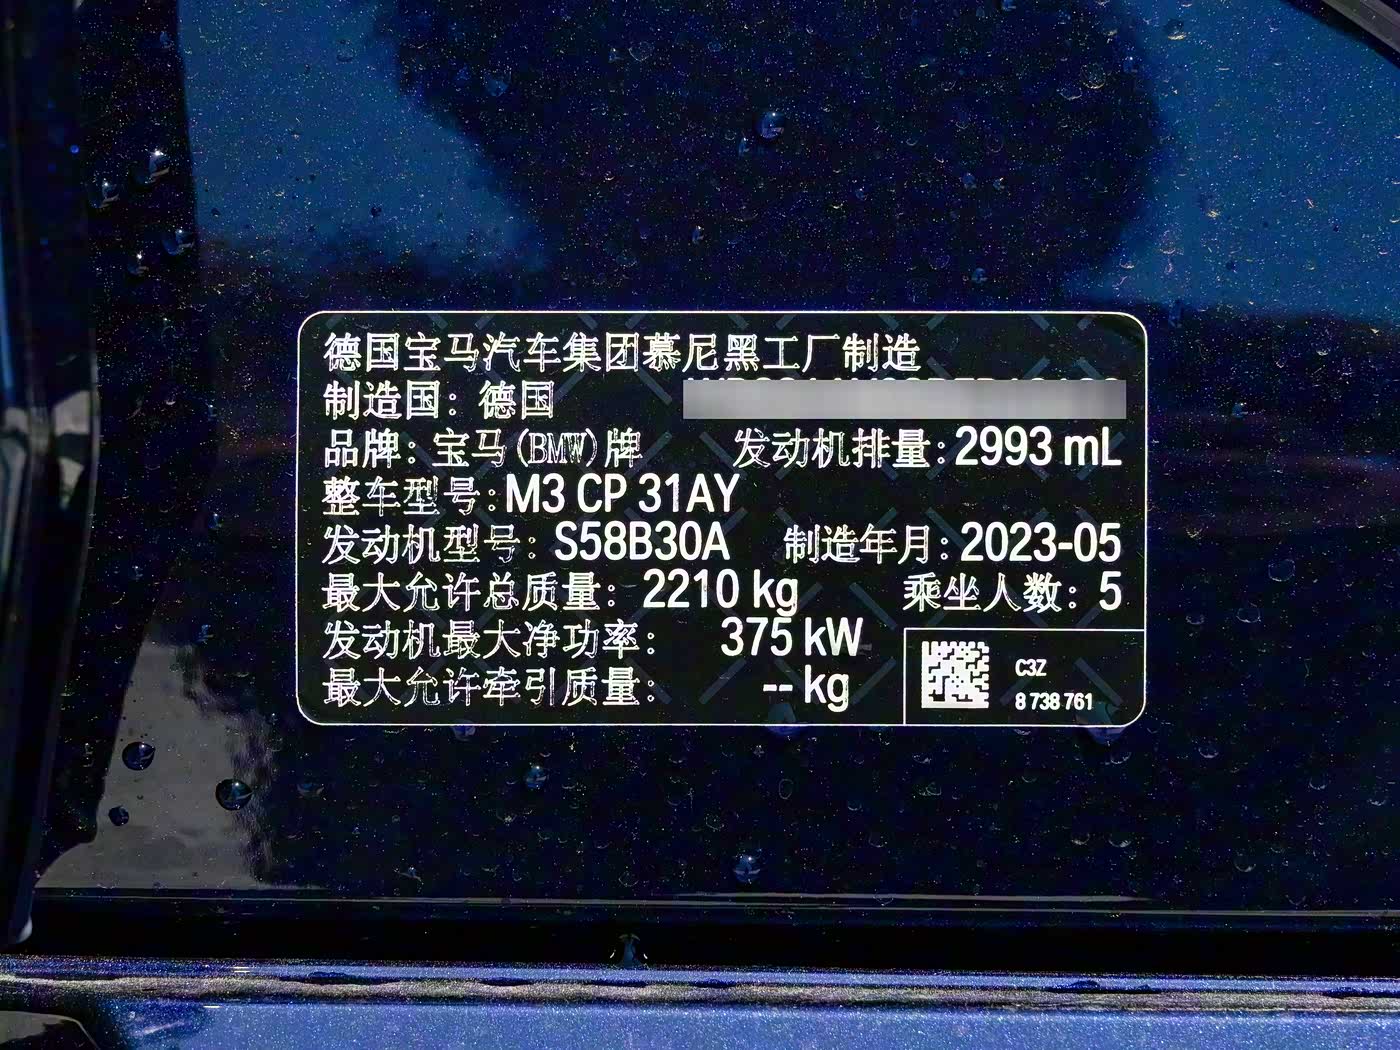 德国宝马汽车集团慕尼黑工厂制造
制造国：德国
品牌：宝马(BMW)牌 发动机排量：2993 mL
整车型号：M3 CP 31AY
发动机型号：S58B30A 制造年月：2023-05
最大允许总质量：2210 kg 乘坐人数：5
发动机最大净功率：375 kW
最大允许牵引质量：-- kg
C3Z
8 738 761